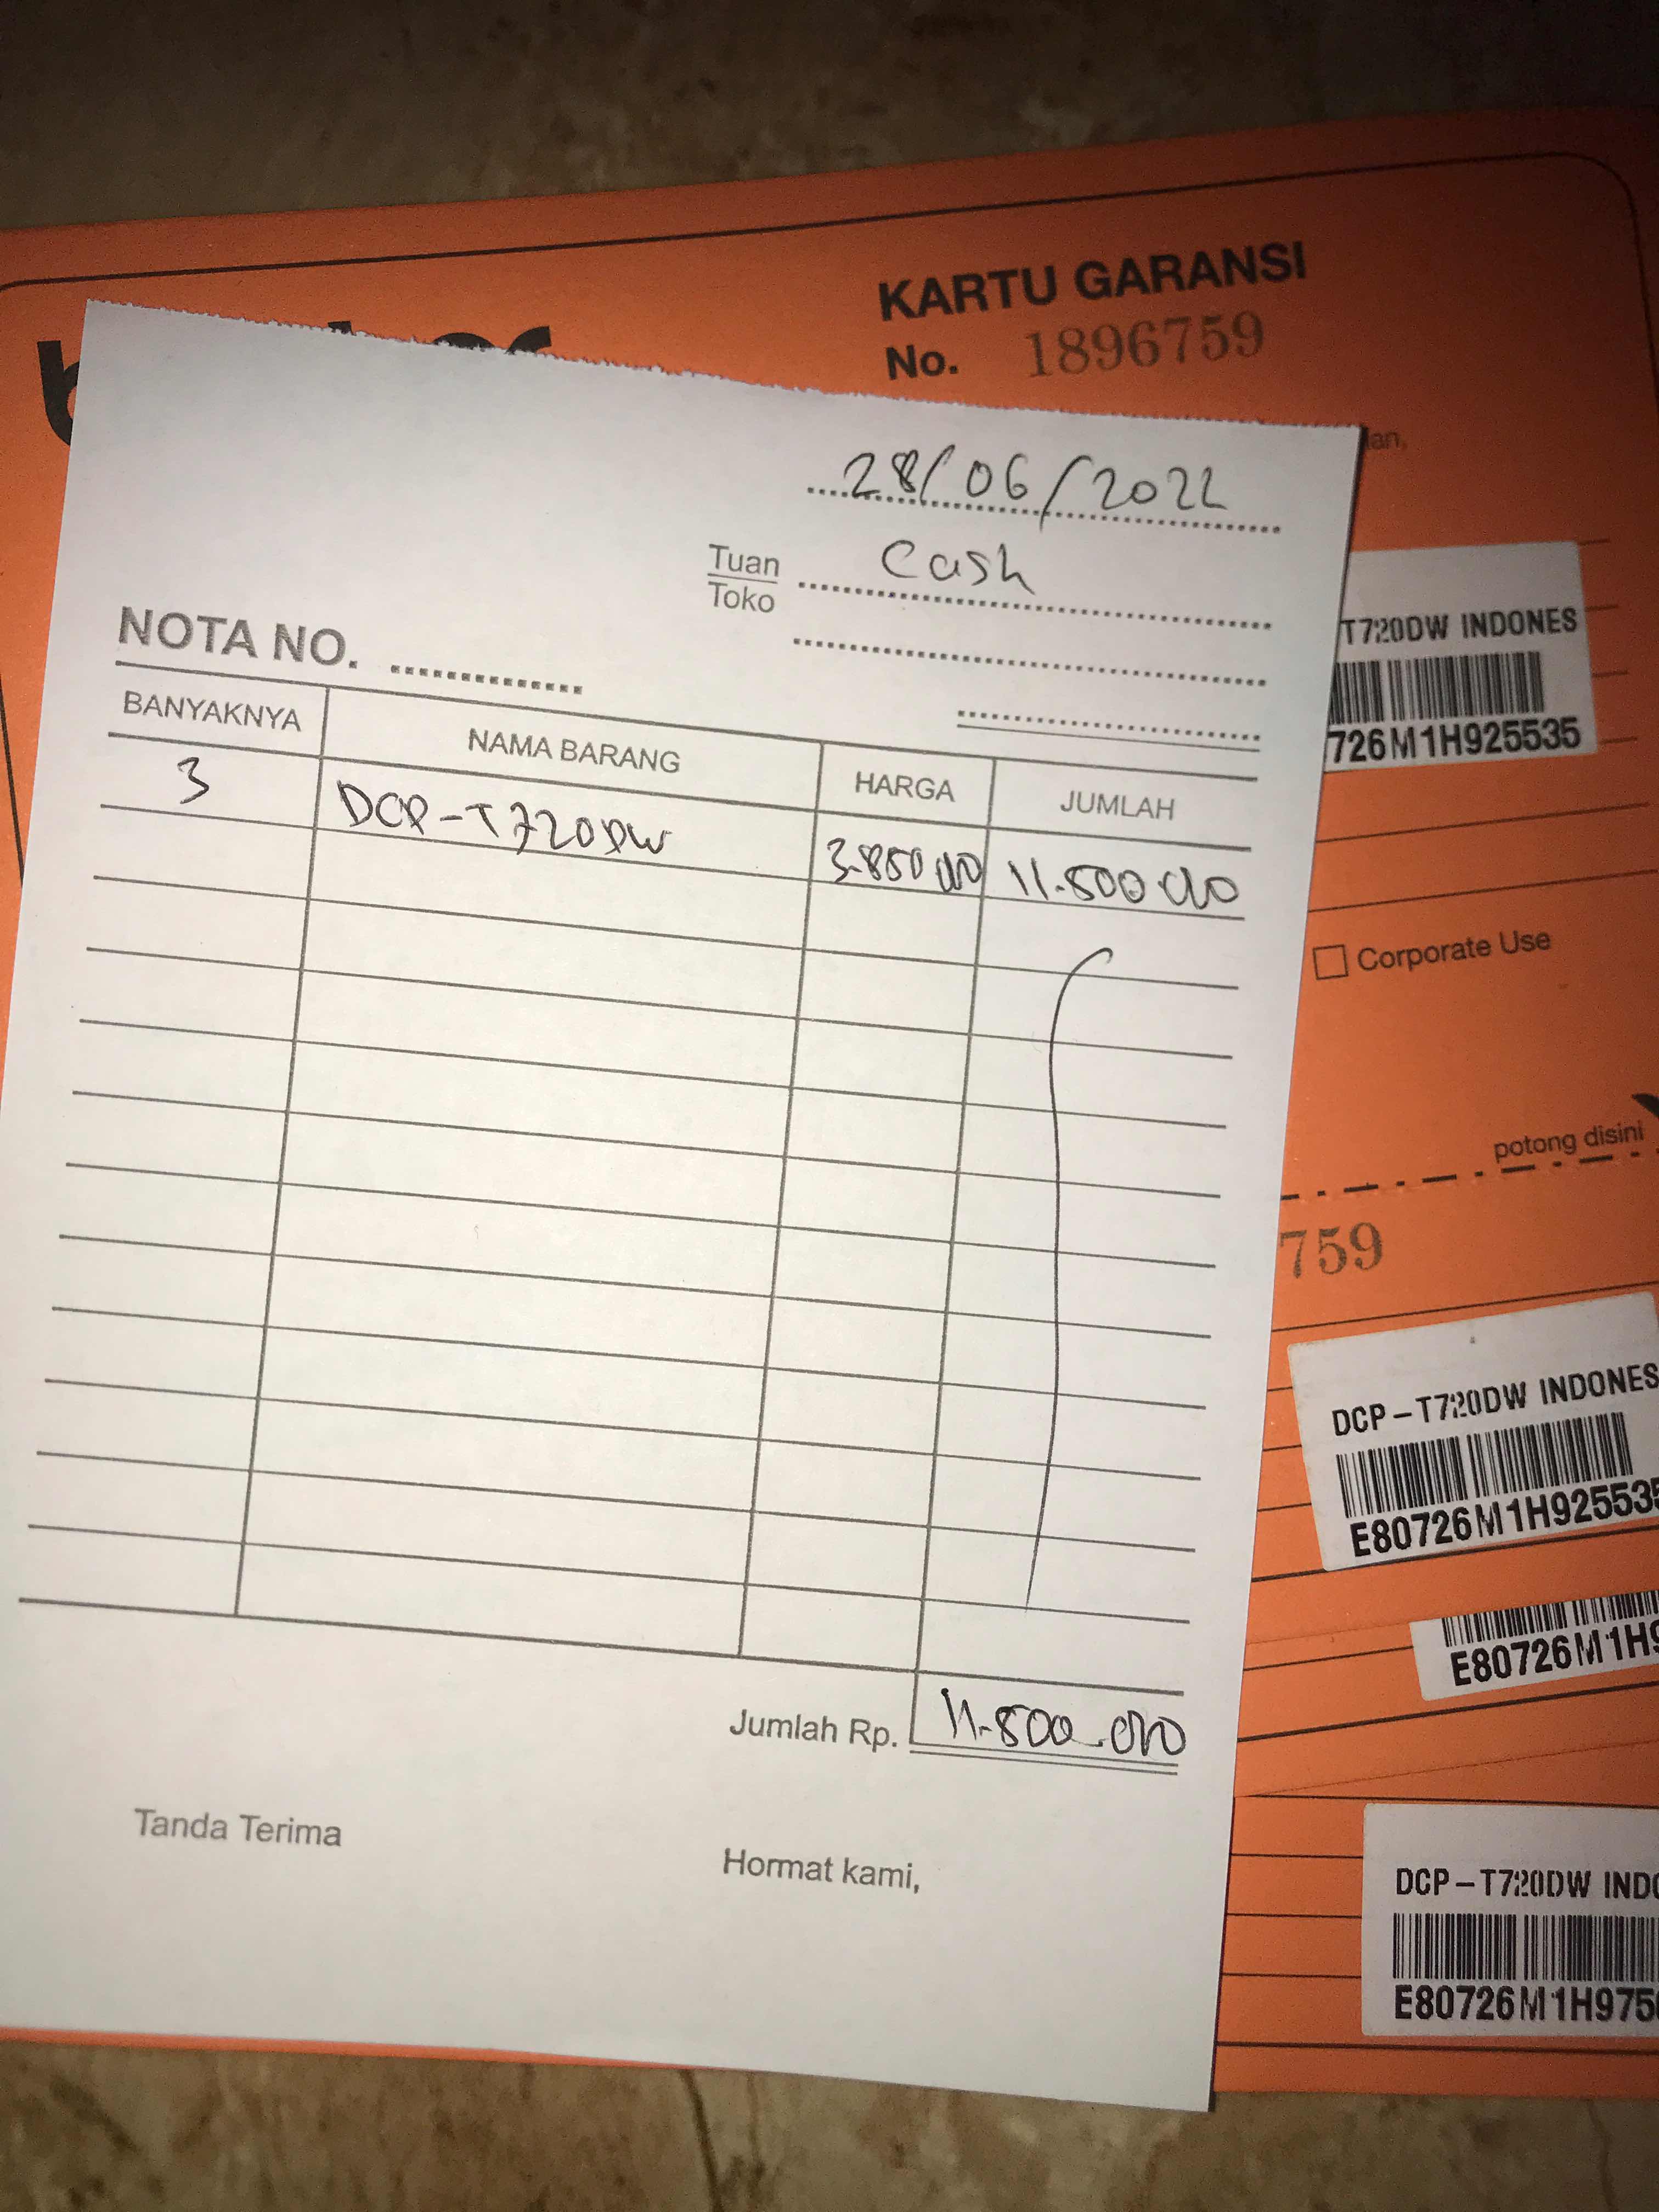 KARTU GARANSI
No. 1896759
28/06/2022
Tuan
Toko
Cash
NOTA NO.
BANYAKNYA NAMA BARANG HARGA JUMLAH
3 DCP-T720DW 3.850.000 11.500.000
Jumlah Rp. 11.500.000
Tanda Terima
Hormat kami,
T720DW INDONES
726M1H925535
Corporate Use
potong disini
759
DCP-T720DW INDONES
E80726M1H92553
E80726M1H9
DCP-T720DW INDO
E80726M1H975